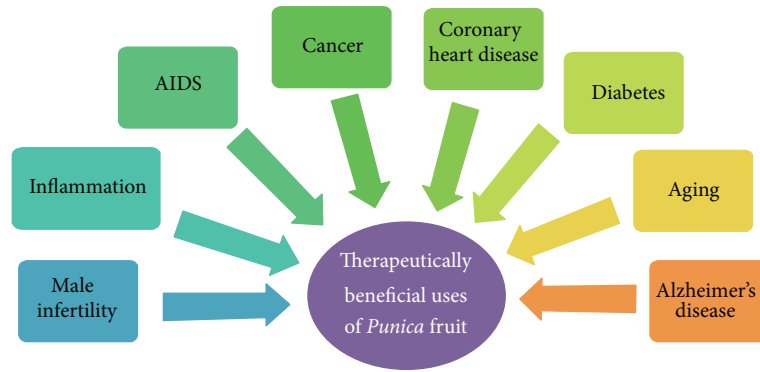 Male
infertility
Inflammation
AIDS
Cancer
Coronary
heart disease
Diabetes
Aging
Alzheimer's
disease
Therapeutically
beneficial uses
of Punica fruit